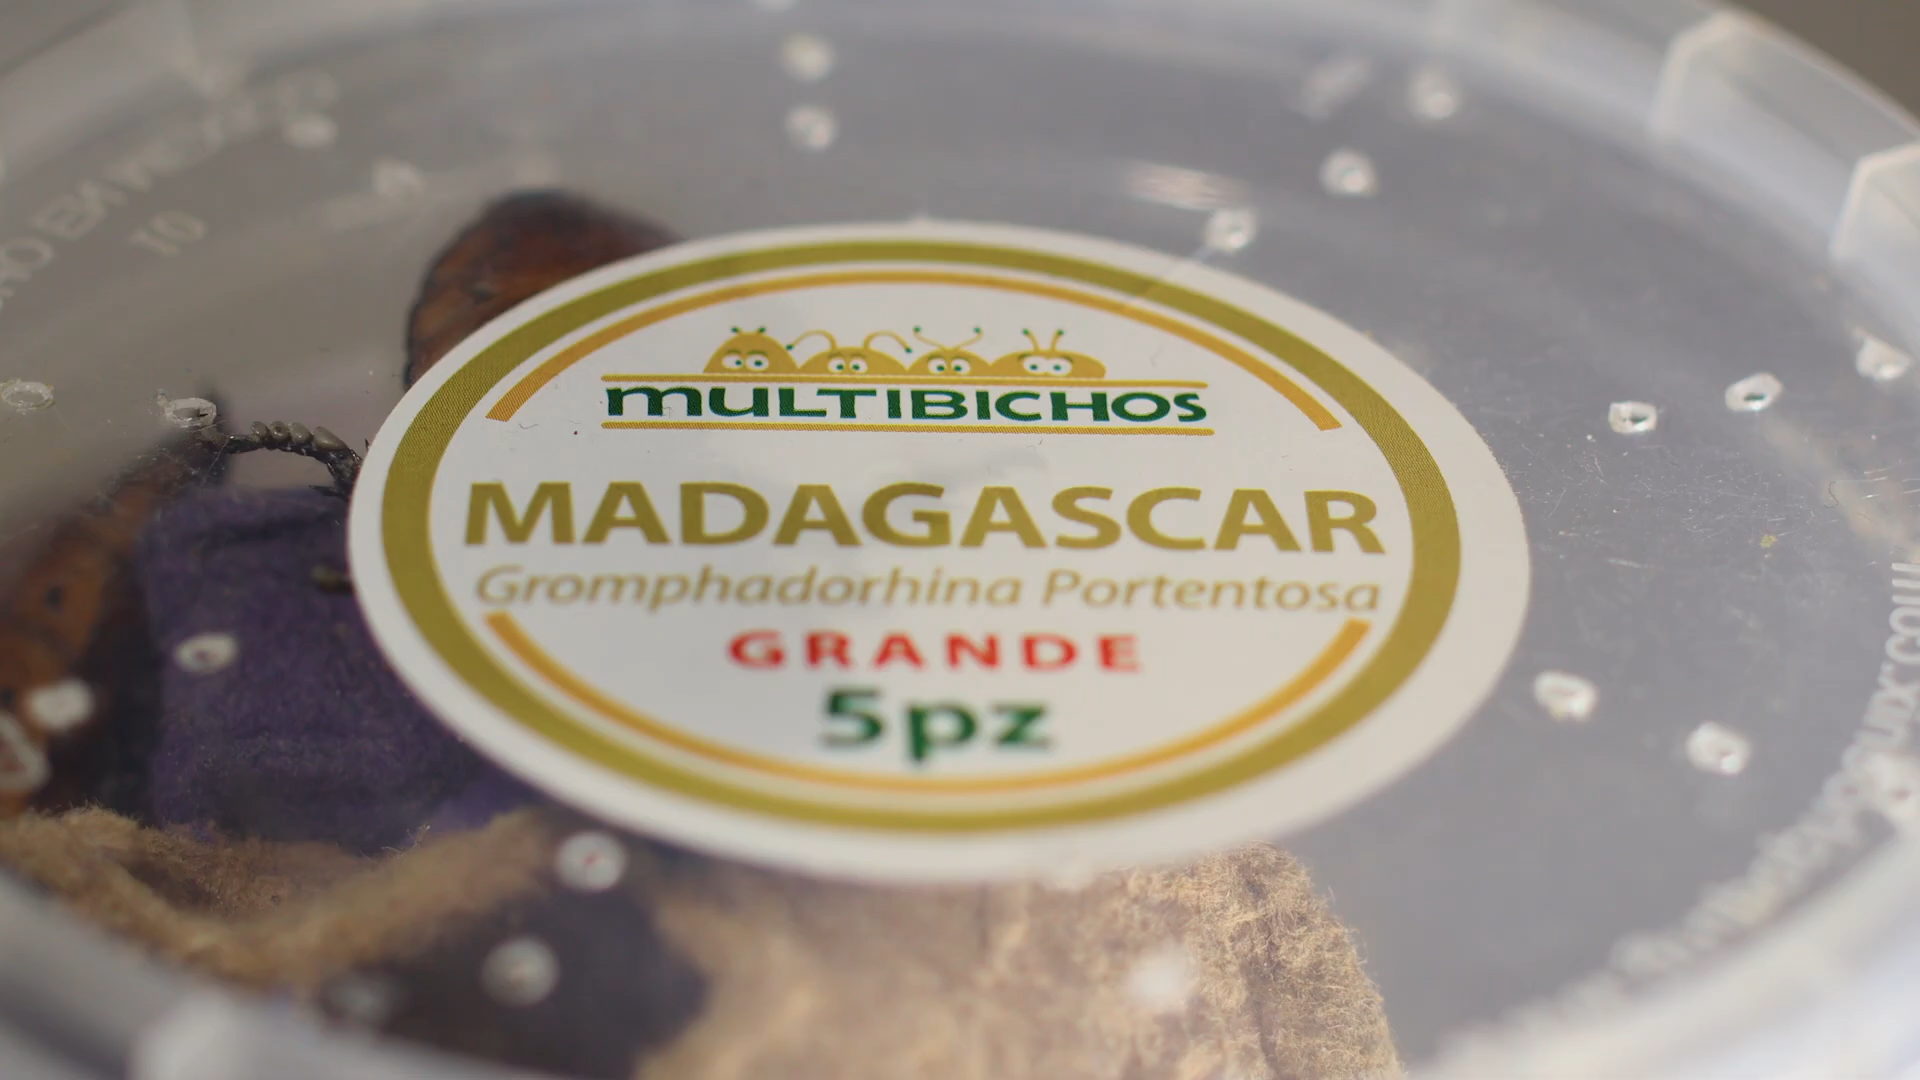 MULTIBICHOS
MADAGASCAR
Gromphadorhina Portentosa
GRANDE
5pz